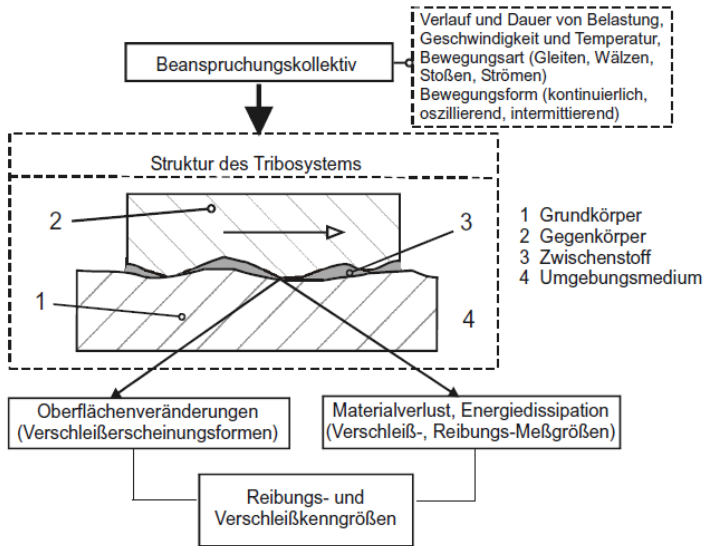 Verlauf und Dauer von Belastung,
Geschwindigkeit und Temperatur,
Bewegungsart (Gleiten, Wälzen,
Stoßen, Strömen)
Bewegungsform (kontinuierlich,
oszillierend, intermittierend)
Beanspruchungskollektiv
Struktur des Tribosystems
2
3
1
4
1 Grundkörper
2 Gegenkörper
3 Zwischenstoff
4 Umgebungsmedium
Oberflächenveränderungen
(Verschleißerscheinungsformen)
Materialverlust, Energiedissipation
(Verschleiß-, Reibungs-Meßgrößen)
Reibungs- und
Verschleißkenngrößen